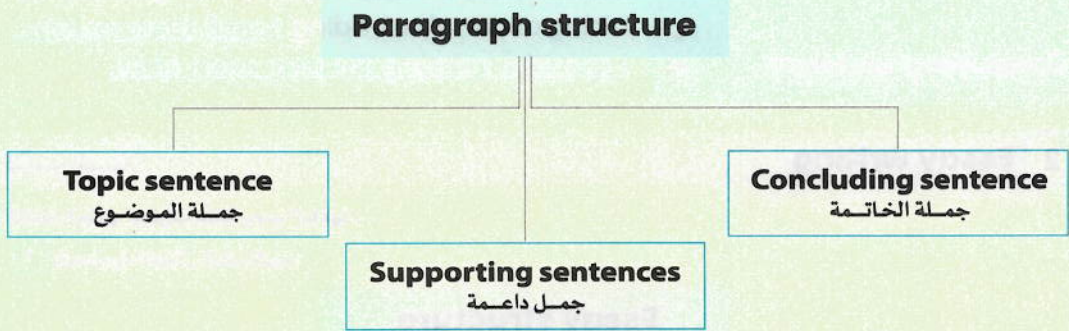 Paragraph structure
Topic sentence
جملة الموضوع
Supporting sentences
جمل داعمة
Concluding sentence
جملة الخاتمة